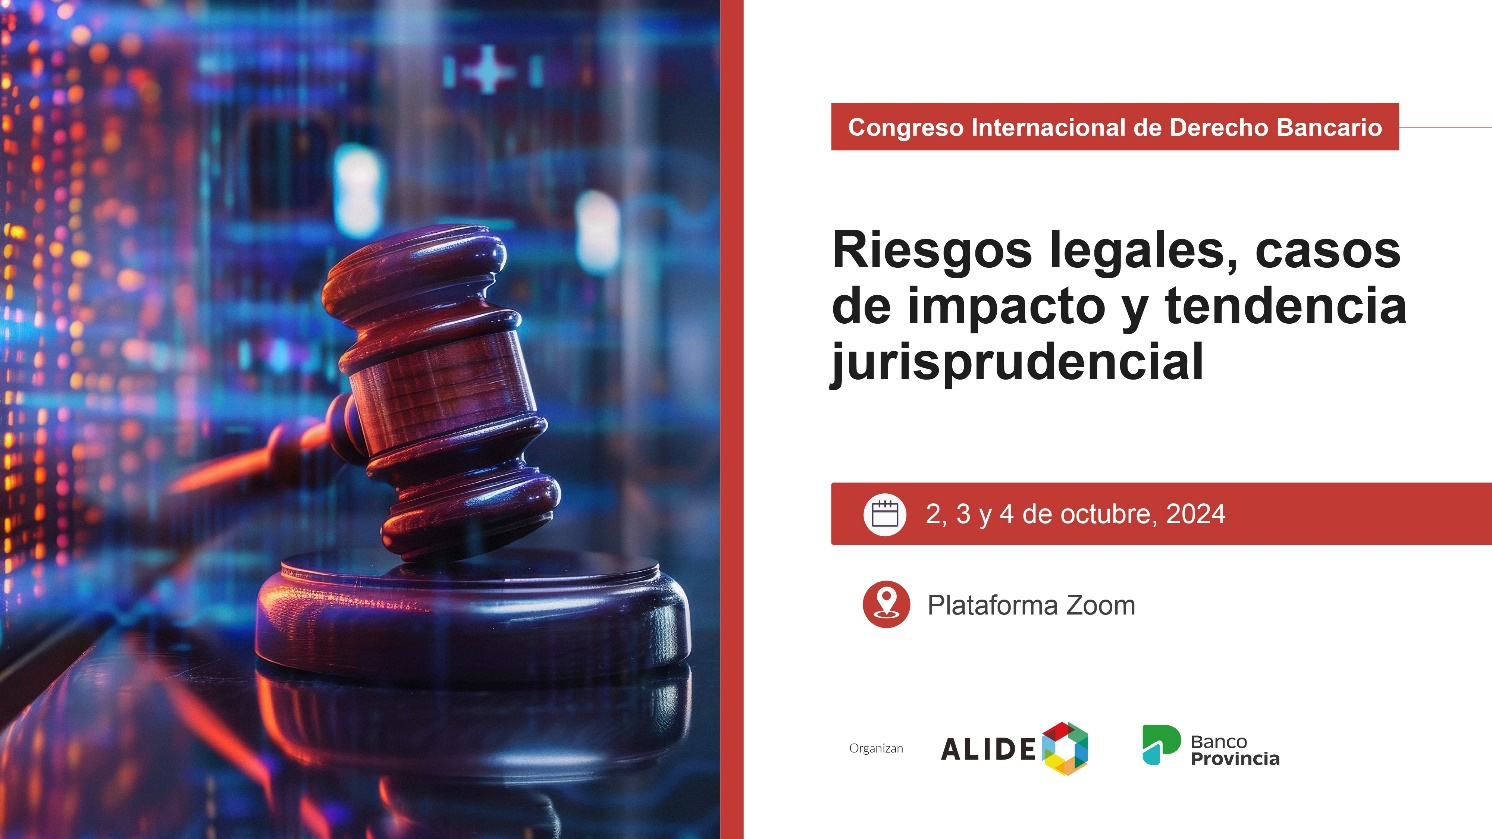 Congreso Internacional de Derecho Bancario
Riesgos legales, casos
de impacto y tendencia
jurisprudencial
2, 3 y 4 de octubre, 2024
Plataforma Zoom
Organizan
ALIDE
Banco
Provincia